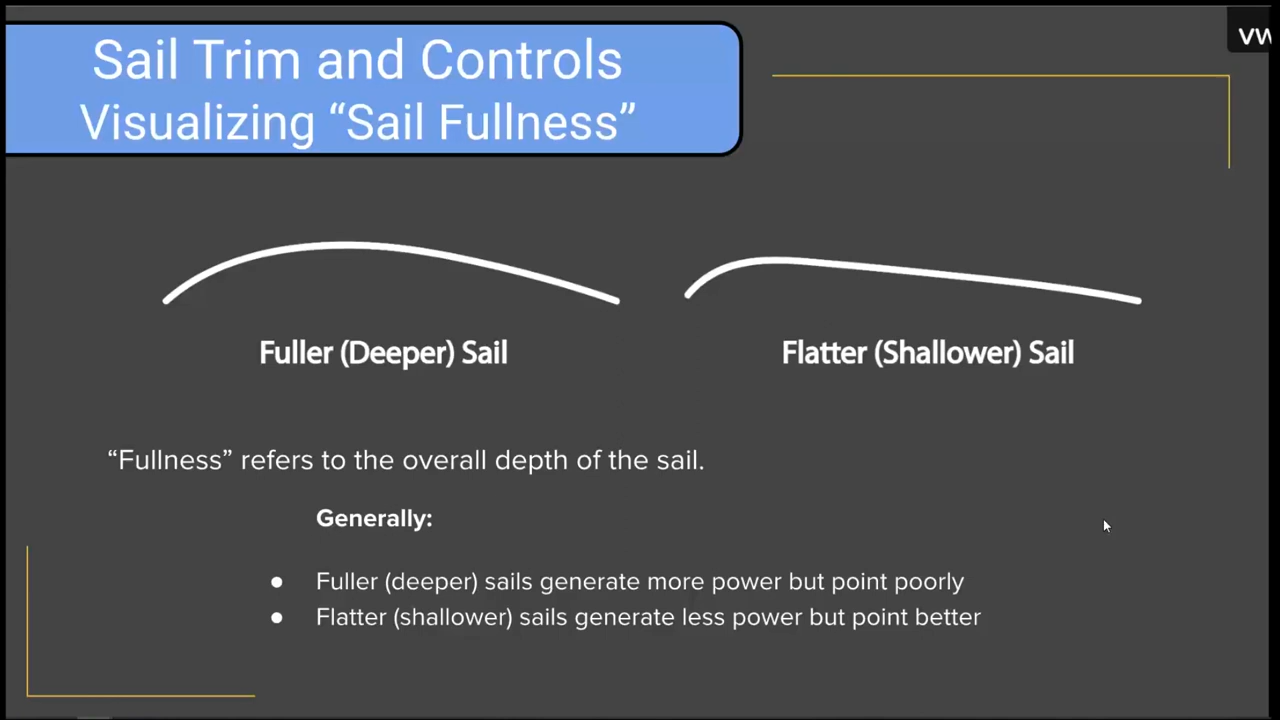 Sail Trim and Controls
Visualizing “Sail Fullness”
VW
Fuller (Deeper) Sail
Flatter (Shallower) Sail
“Fullness” refers to the overall depth of the sail.
Generally:
● Fuller (deeper) sails generate more power but point poorly
● Flatter (shallower) sails generate less power but point better